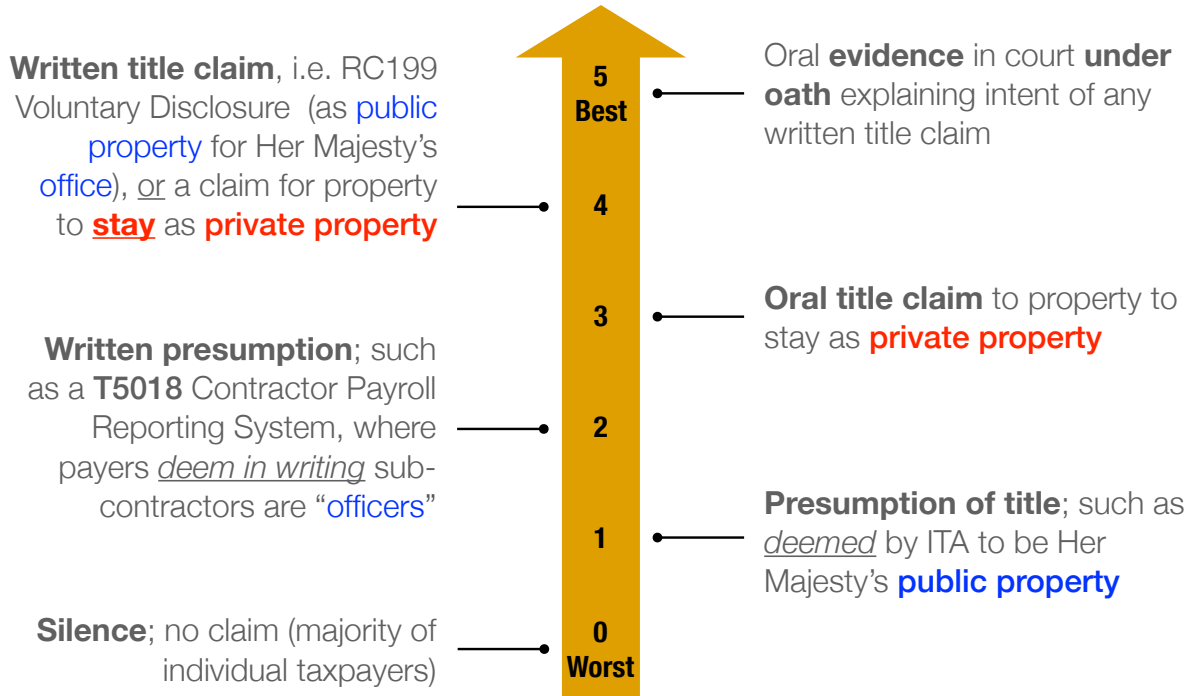 Written title claim, i.e. RC199
Voluntary Disclosure (as public
property for Her Majesty's
office), or a claim for property
to stay as private property
Written presumption; such
as a T5018 Contractor Payroll
Reporting System, where
payers deem in writing sub-
contractors are “officers”
Silence; no claim (majority of
individual taxpayers)
5
Best
4
3
2
1
0
Worst
Oral evidence in court under
oath explaining intent of any
written title claim
Oral title claim to property to
stay as private property
Presumption of title; such as
deemed by ITA to be Her
Majesty's public property